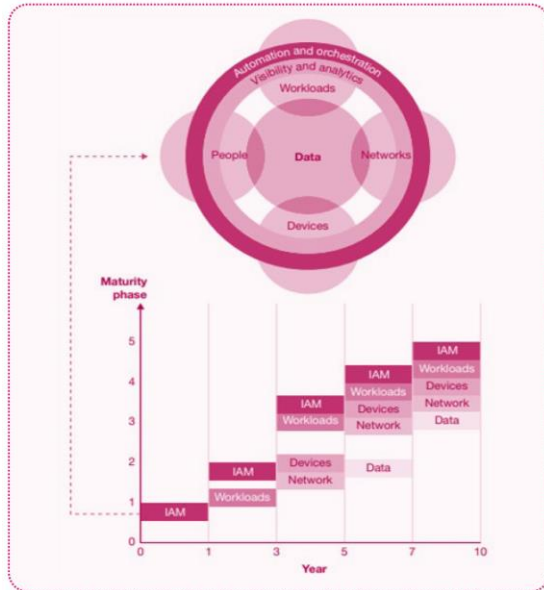 Automation and orchestration
Visibility and analytics
Workloads
People
Data
Networks
Devices
Maturity
phase
5
IAM
Workloads
4
IAM
Devices
Workloads
Network
IAM
Devices
Data
3
Workloads
Network
2
IAM
Devices
Data
Network
1
Workloads
IAM
0
0
1
3
5
7
10
Year